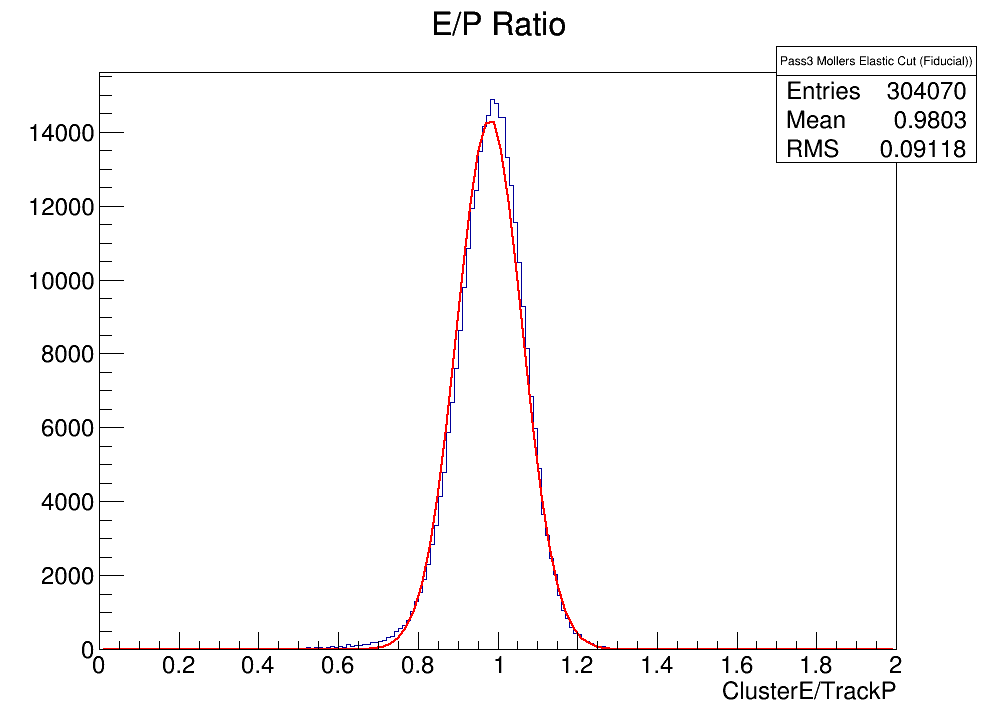 E/P Ratio
Pass3 Mollers Elastic Cut (Fiducial))
Entries 304070
Mean 0.9803
RMS 0.09118
14000
12000
10000
8000
6000
4000
2000
0
0 0.2 0.4 0.6 0.8 1 1.2 1.4 1.6 1.8 2
ClusterE/TrackP